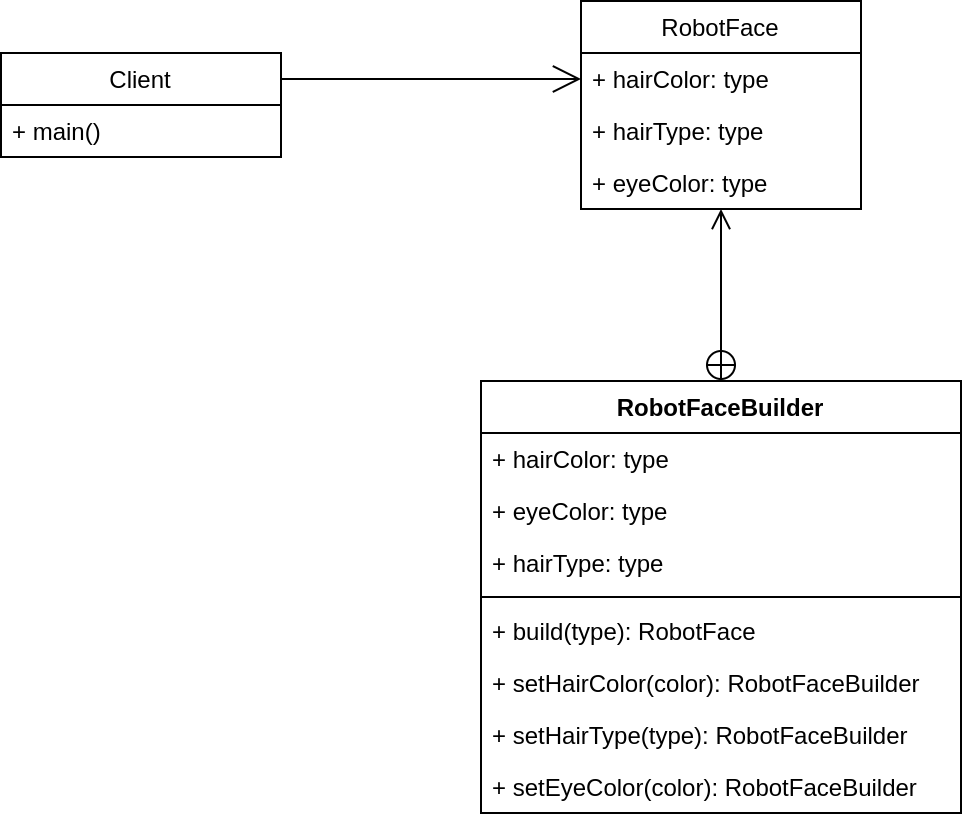 RobotFace
Client
+ hairColor: type
+ main()
+ hairType: type
+ eyeColor: type
RobotFaceBuilder
+ hairColor: type
+ eyeColor: type
+ hairType: type
+ build(type): RobotFace
+ setHairColor(color): RobotFaceBuilder
+ setHairType(type): RobotFaceBuilder
+ setEyeColor(color): RobotFaceBuilder